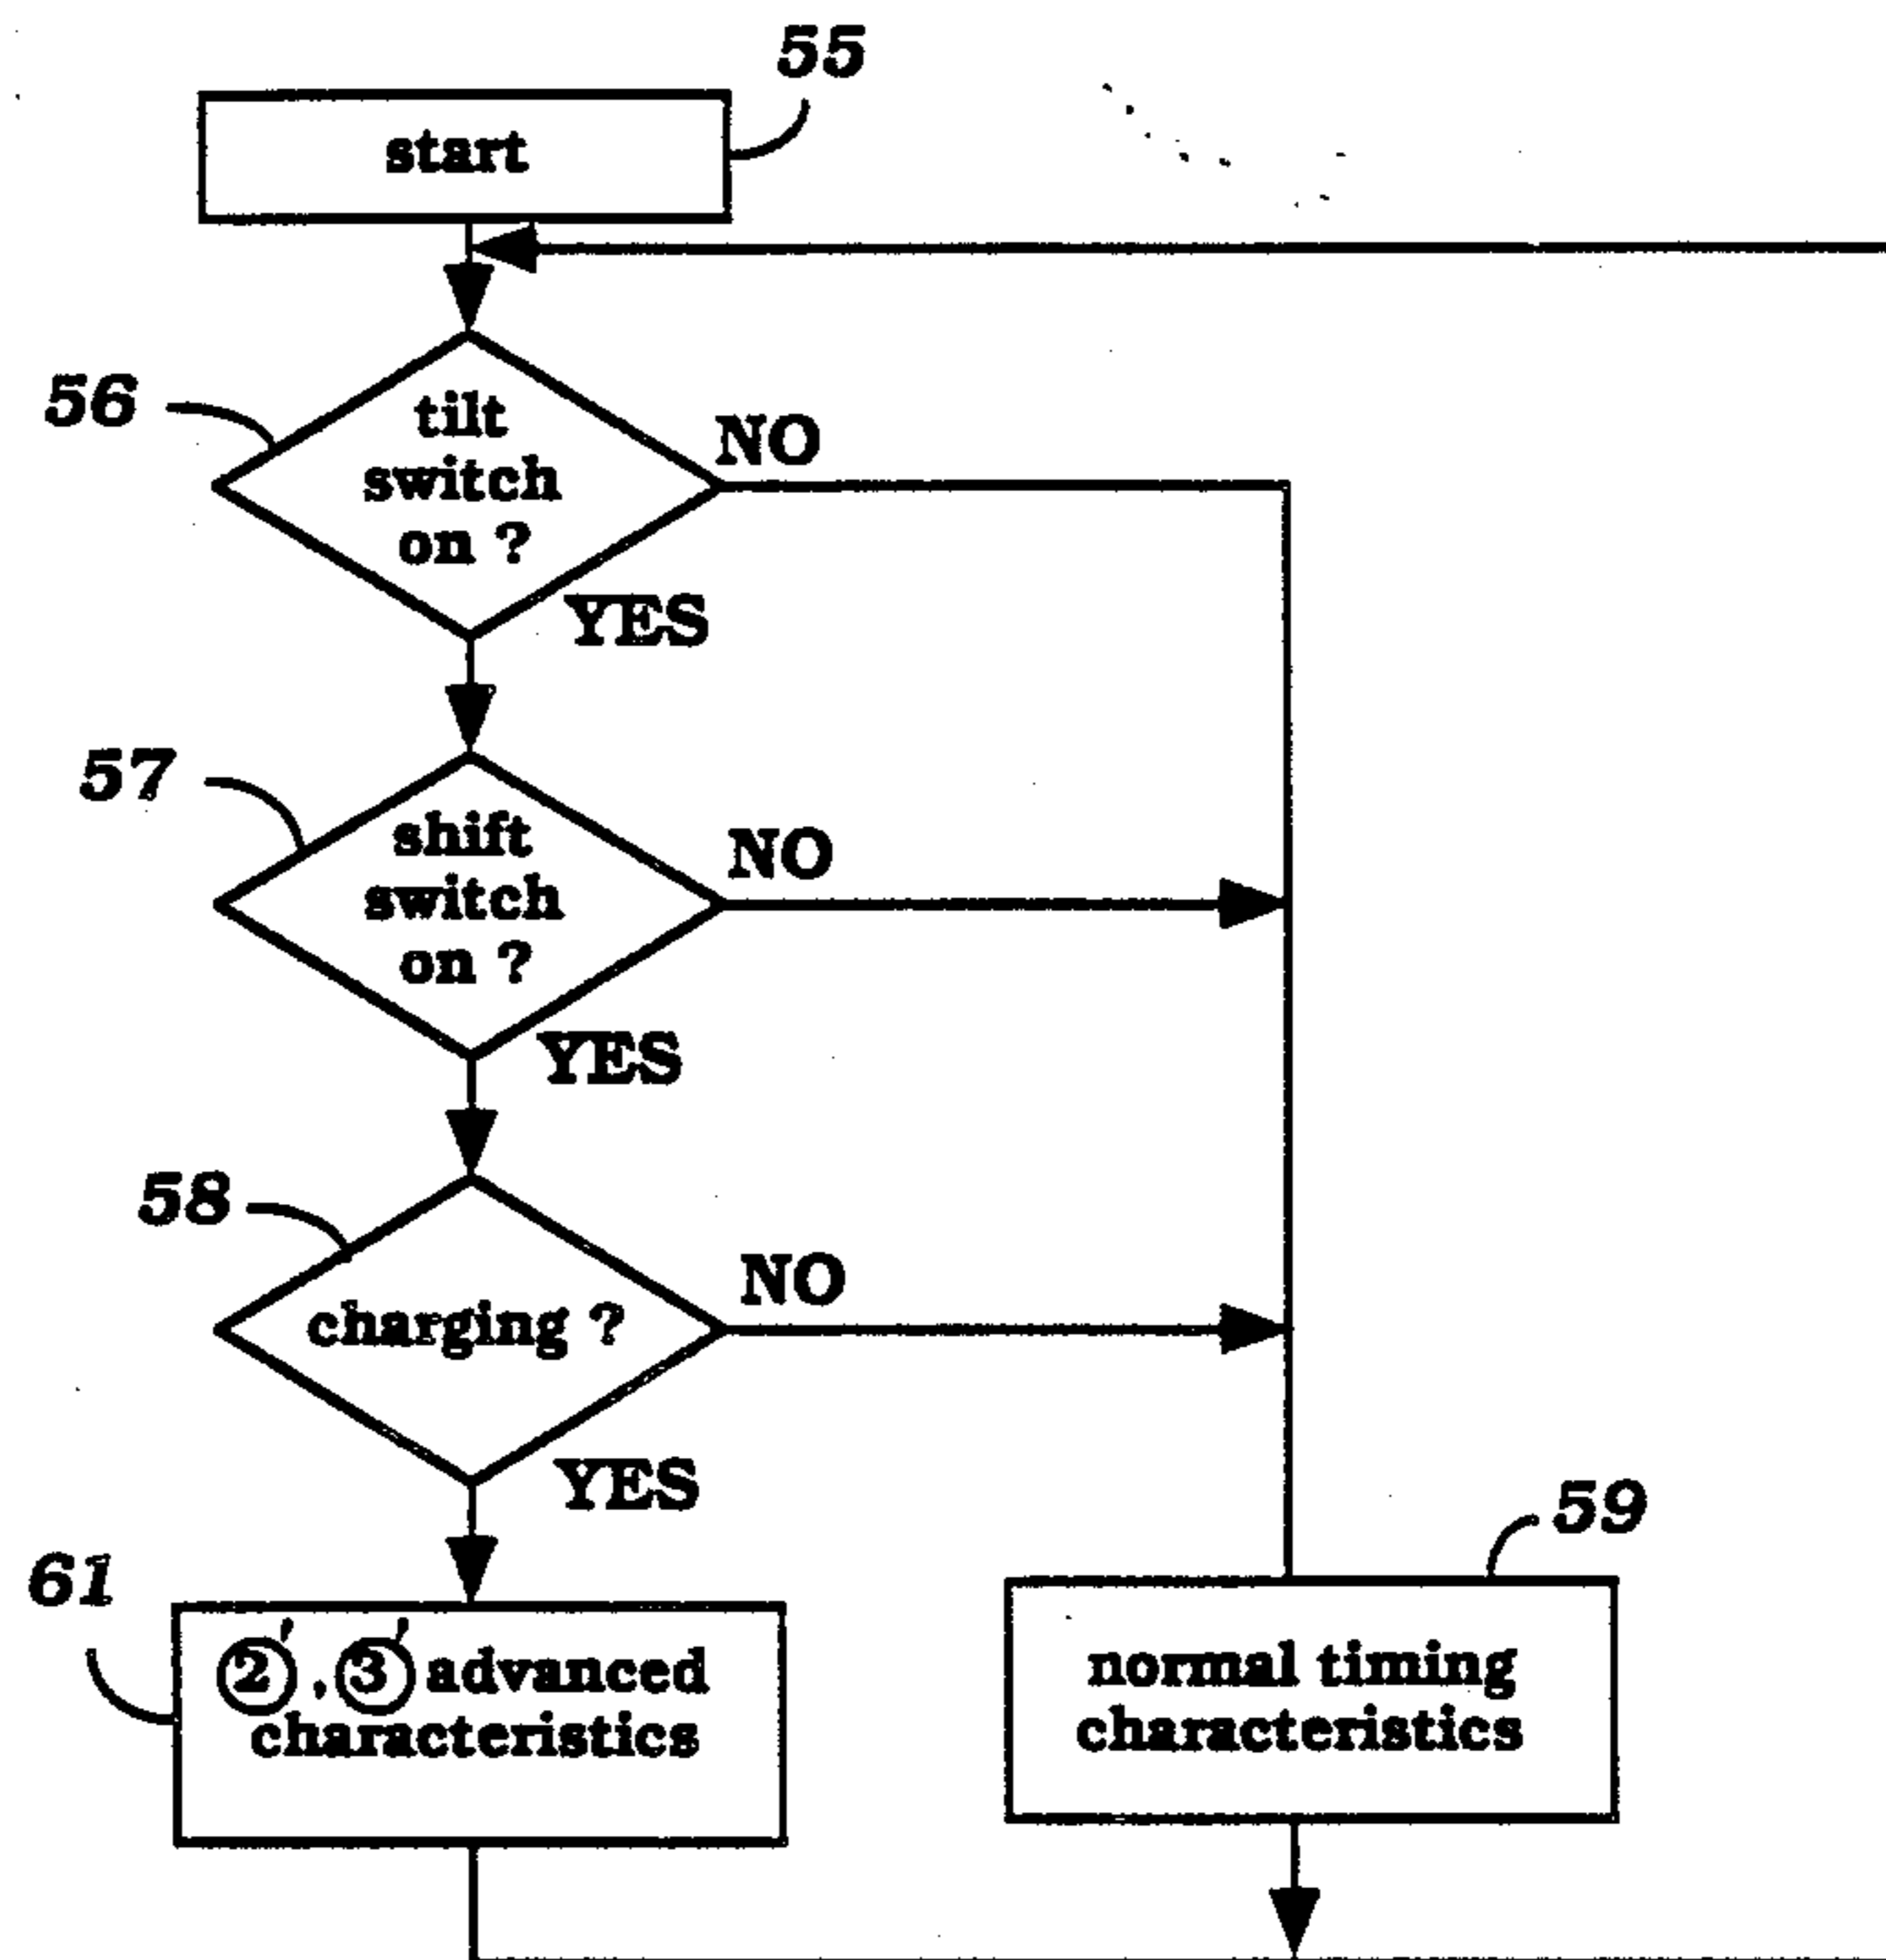 55
start
56
tilt
switch
on ?
NO
YES
57
shift
switch
on ?
NO
YES
58
charging ?
NO
YES
59
61
②' , ③' advanced
characteristics
normal timing
characteristics